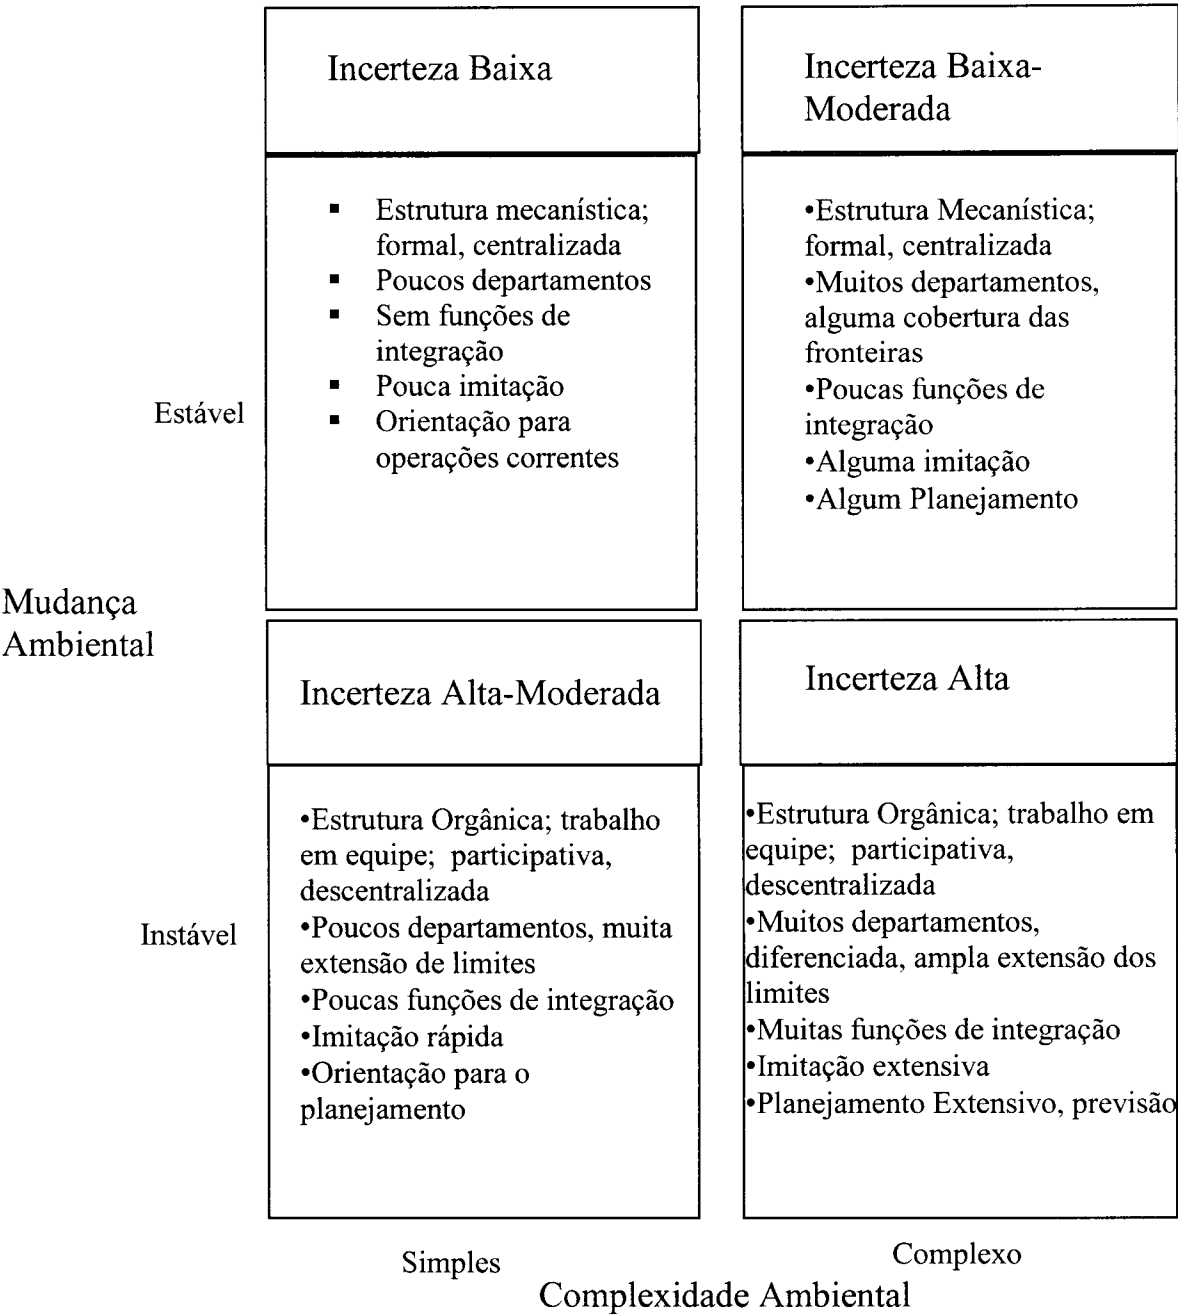 Incerteza Baixa
▪ Estrutura mecanística;
formal, centralizada
▪ Poucos departamentos
▪ Sem funções de
integração
▪ Pouca imitação
▪ Orientação para
operações correntes
Incerteza Baixa-
Moderada
•Estrutura Mecanística;
formal, centralizada
•Muitos departamentos,
alguma cobertura das
fronteiras
•Poucas funções de
integração
•Alguma imitação
•Algum Planejamento
Estável
Mudança
Ambiental
Incerteza Alta-Moderada
•Estrutura Orgânica; trabalho
em equipe; participativa,
descentralizada
•Poucos departamentos, muita
extensão de limites
•Poucas funções de integração
•Imitação rápida
•Orientação para o
planejamento
Incerteza Alta
•Estrutura Orgânica; trabalho em
equipe; participativa,
descentralizada
•Muitos departamentos,
diferenciada, ampla extensão dos
limites
•Muitas funções de integração
•Imitação extensiva
•Planejamento Extensivo, previsão
Instável
Simples
Complexo
Complexidade Ambiental